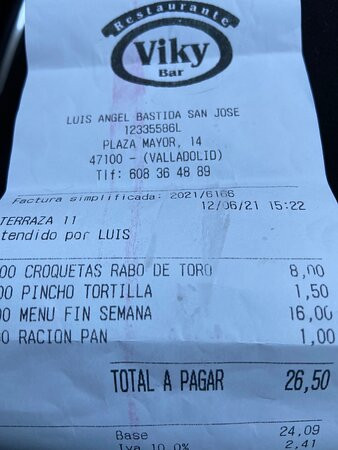 Restaurante
Viky
Bar
LUIS ANGEL BASTIDA SAN JOSE
12335586L
PLAZA MAYOR, 14
47100 - (VALLADOLID)
Tlf: 608 36 48 89
Factura simplificada: 2021/6166
12/06/21 15:22
TERRAZA 11
tendido por LUIS
00 CROQUETAS RABO DE TORO 8,00
00 PINCHO TORTILLA 1,50
00 MENU FIN SEMANA 16,00
0 RACION PAN 1,00
TOTAL A PAGAR 26,50
Base 24,09
Iva 10.0% 2,41